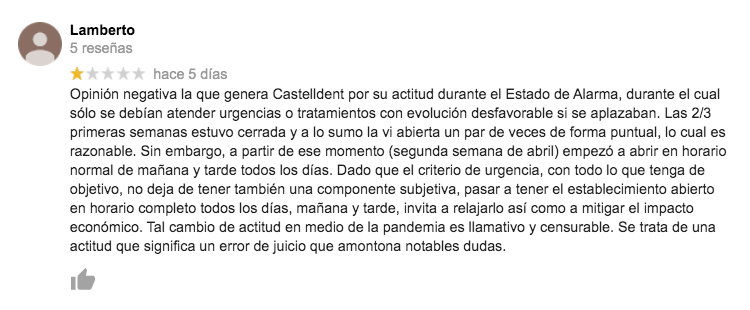 Lamberto
5 reseñas
hace 5 días
Opinión negativa la que genera Castelldent por su actitud durante el Estado de Alarma, durante el cual
sólo se debían atender urgencias o tratamientos con evolución desfavorable si se aplazaban. Las 2/3
primeras semanas estuvo cerrada y a lo sumo la vi abierta un par de veces de forma puntual, lo cual es
razonable. Sin embargo, a partir de ese momento (segunda semana de abril) empezó a abrir en horario
normal de mañana y tarde todos los días. Dado que el criterio de urgencia, con todo lo que tenga de
objetivo, no deja de tener también una componente subjetiva, pasar a tener el establecimiento abierto
en horario completo todos los días, mañana y tarde, invita a relajarlo así como a mitigar el impacto
económico. Tal cambio de actitud en medio de la pandemia es llamativo y censurable. Se trata de una
actitud que significa un error de juicio que amontona notables dudas.